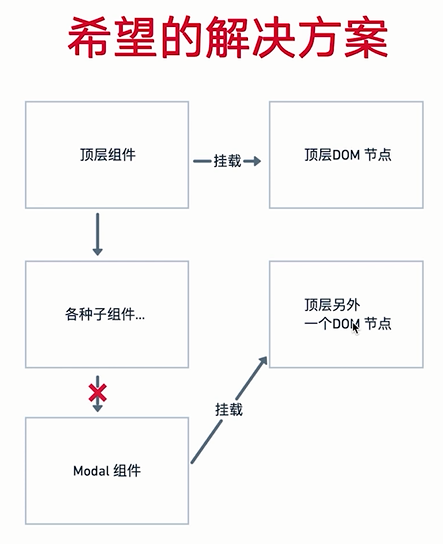 希望的解决方案
顶层组件
挂载
顶层DOM 节点
各种子组件...
顶层另外
一个DOM 节点
挂载
Modal 组件